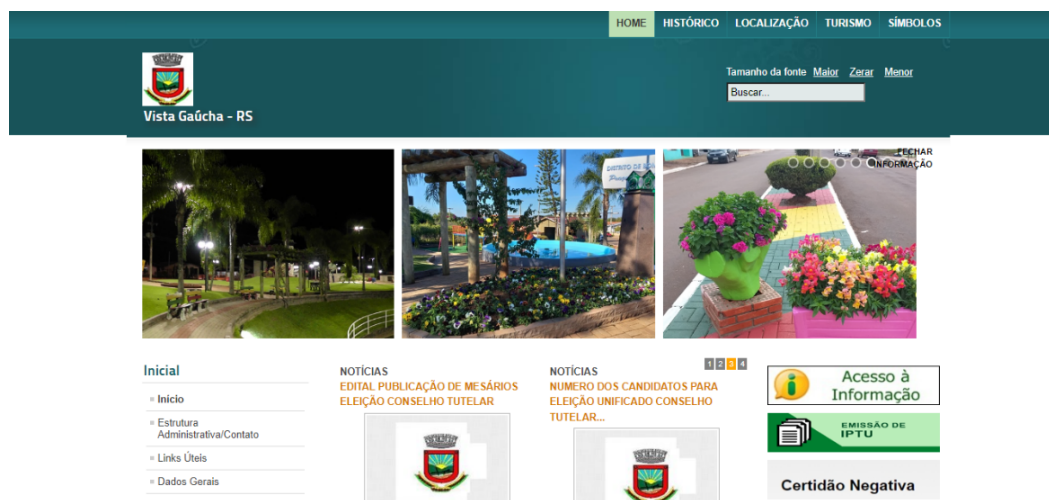 HOME HISTÓRICO LOCALIZAÇÃO TURISMO SÍMBOLOS
Tamanho da fonte Maior Zerar Menor
Buscar...
Vista Gaúcha - RS
FECHAR
INFORMAÇÃO
DISTRITO DE
Inicial
Início
Estrutura
Administrativa/Contato
Links Úteis
Dados Gerais
NOTÍCIAS
EDITAL PUBLICAÇÃO DE MESÁRIOS
ELEIÇÃO CONSELHO TUTELAR
NOTÍCIAS
1 2 3 4
NUMERO DOS CANDIDATOS PARA
ELEIÇÃO UNIFICADO CONSELHO
TUTELAR...
Acesso à
Informação
EMISSÃO DE
IPTU
Certidão Negativa